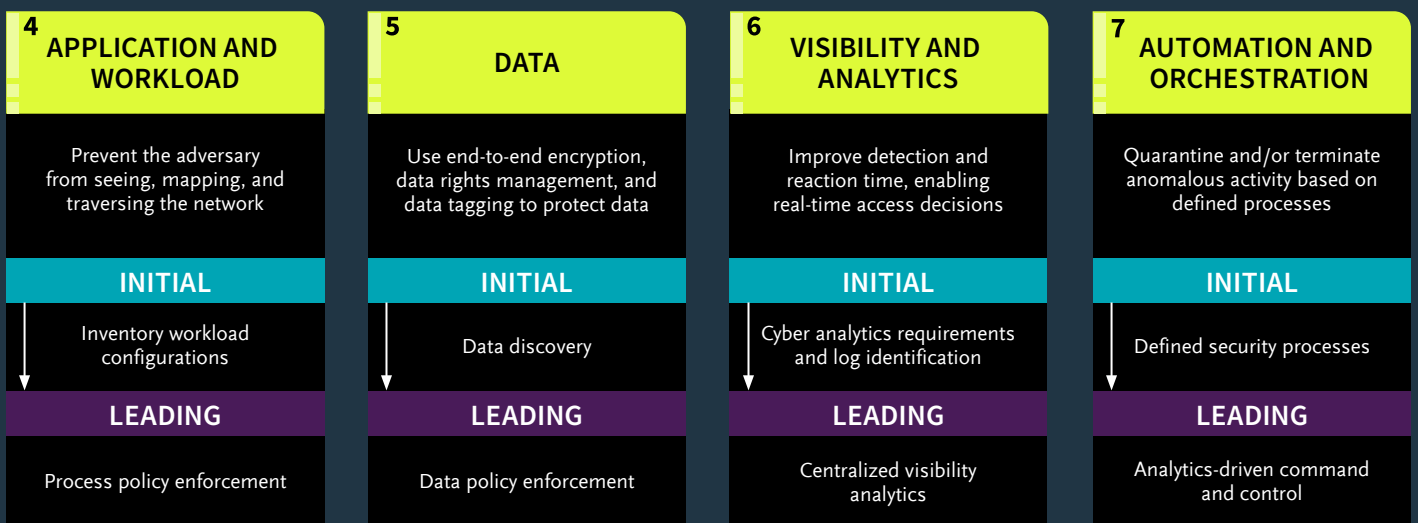 4
APPLICATION AND
WORKLOAD
Prevent the adversary
from seeing, mapping, and
traversing the network
INITIAL
Inventory workload
configurations
LEADING
Process policy enforcement
5
DATA
Use end-to-end encryption,
data rights management, and
data tagging to protect data
INITIAL
Data discovery
LEADING
Data policy enforcement
6
VISIBILITY AND
ANALYTICS
Improve detection and
reaction time, enabling
real-time access decisions
INITIAL
Cyber analytics requirements
and log identification
LEADING
Centralized visibility
analytics
7
AUTOMATION AND
ORCHESTRATION
Quarantine and/or terminate
anomalous activity based on
defined processes
INITIAL
Defined security processes
LEADING
Analytics-driven command
and control